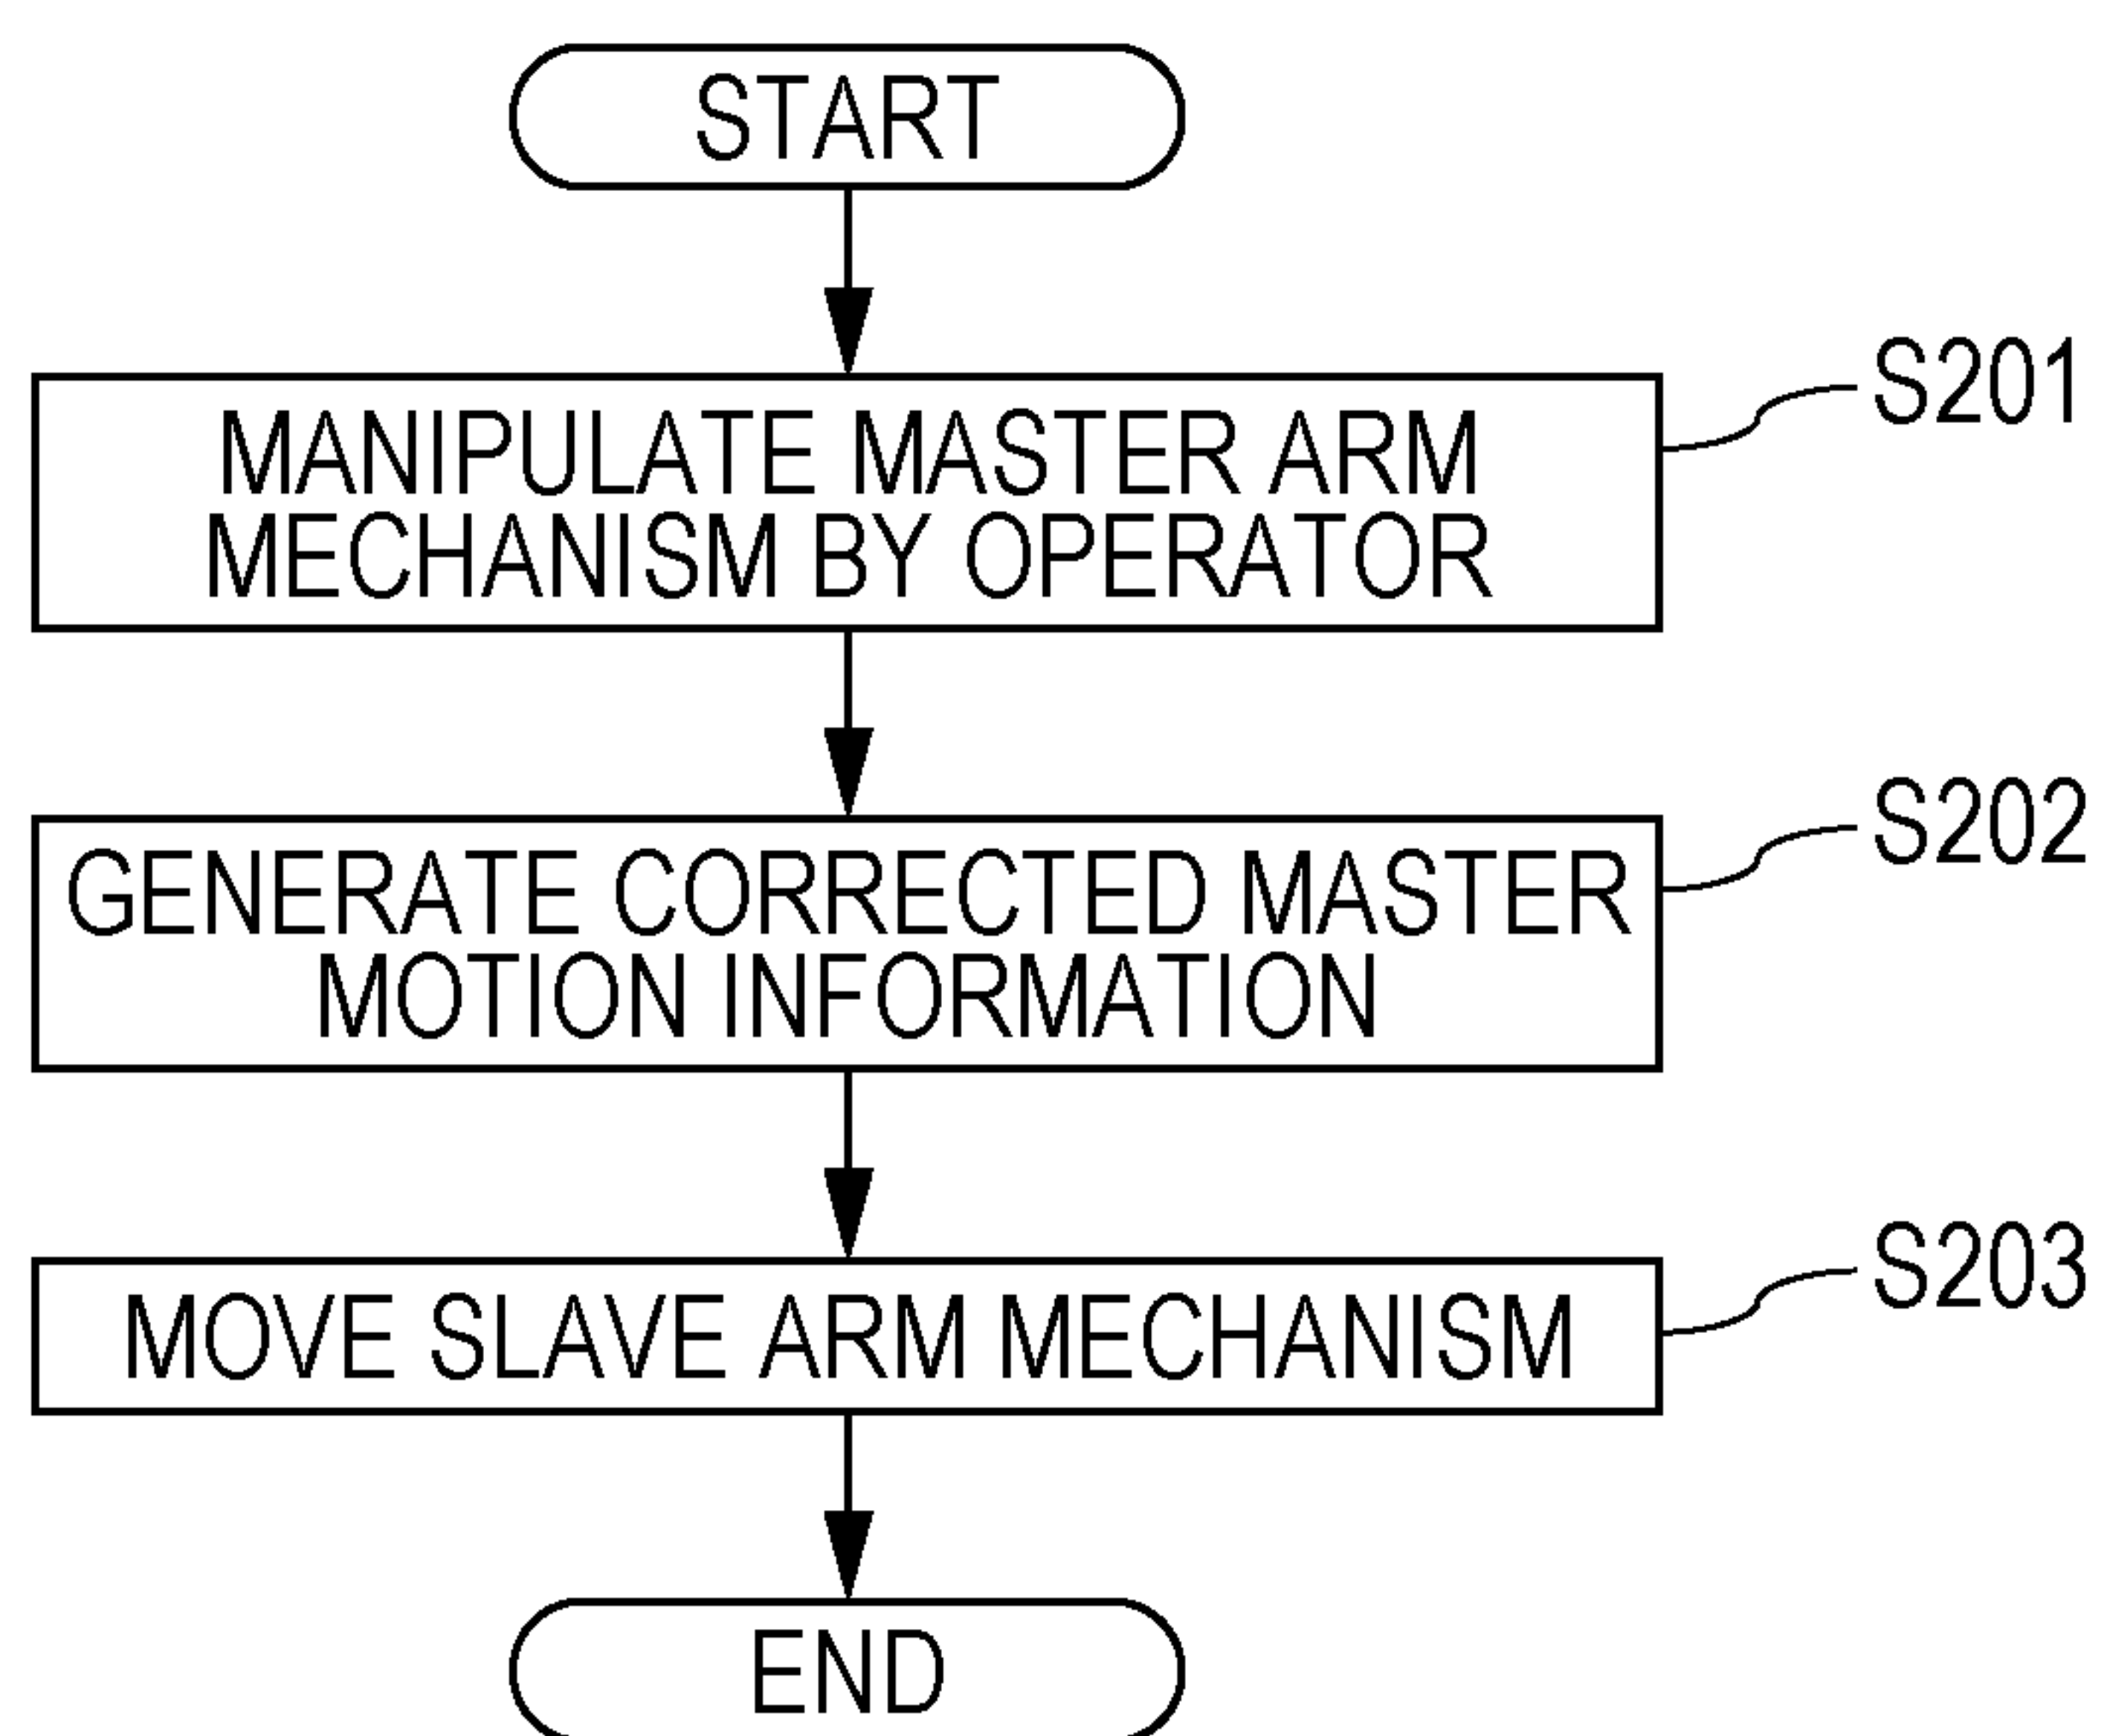 START
S201
MANIPULATE MASTER ARM
MECHANISM BY OPERATOR
S202
GENERATE CORRECTED MASTER
MOTION INFORMATION
S203
MOVE SLAVE ARM MECHANISM
END